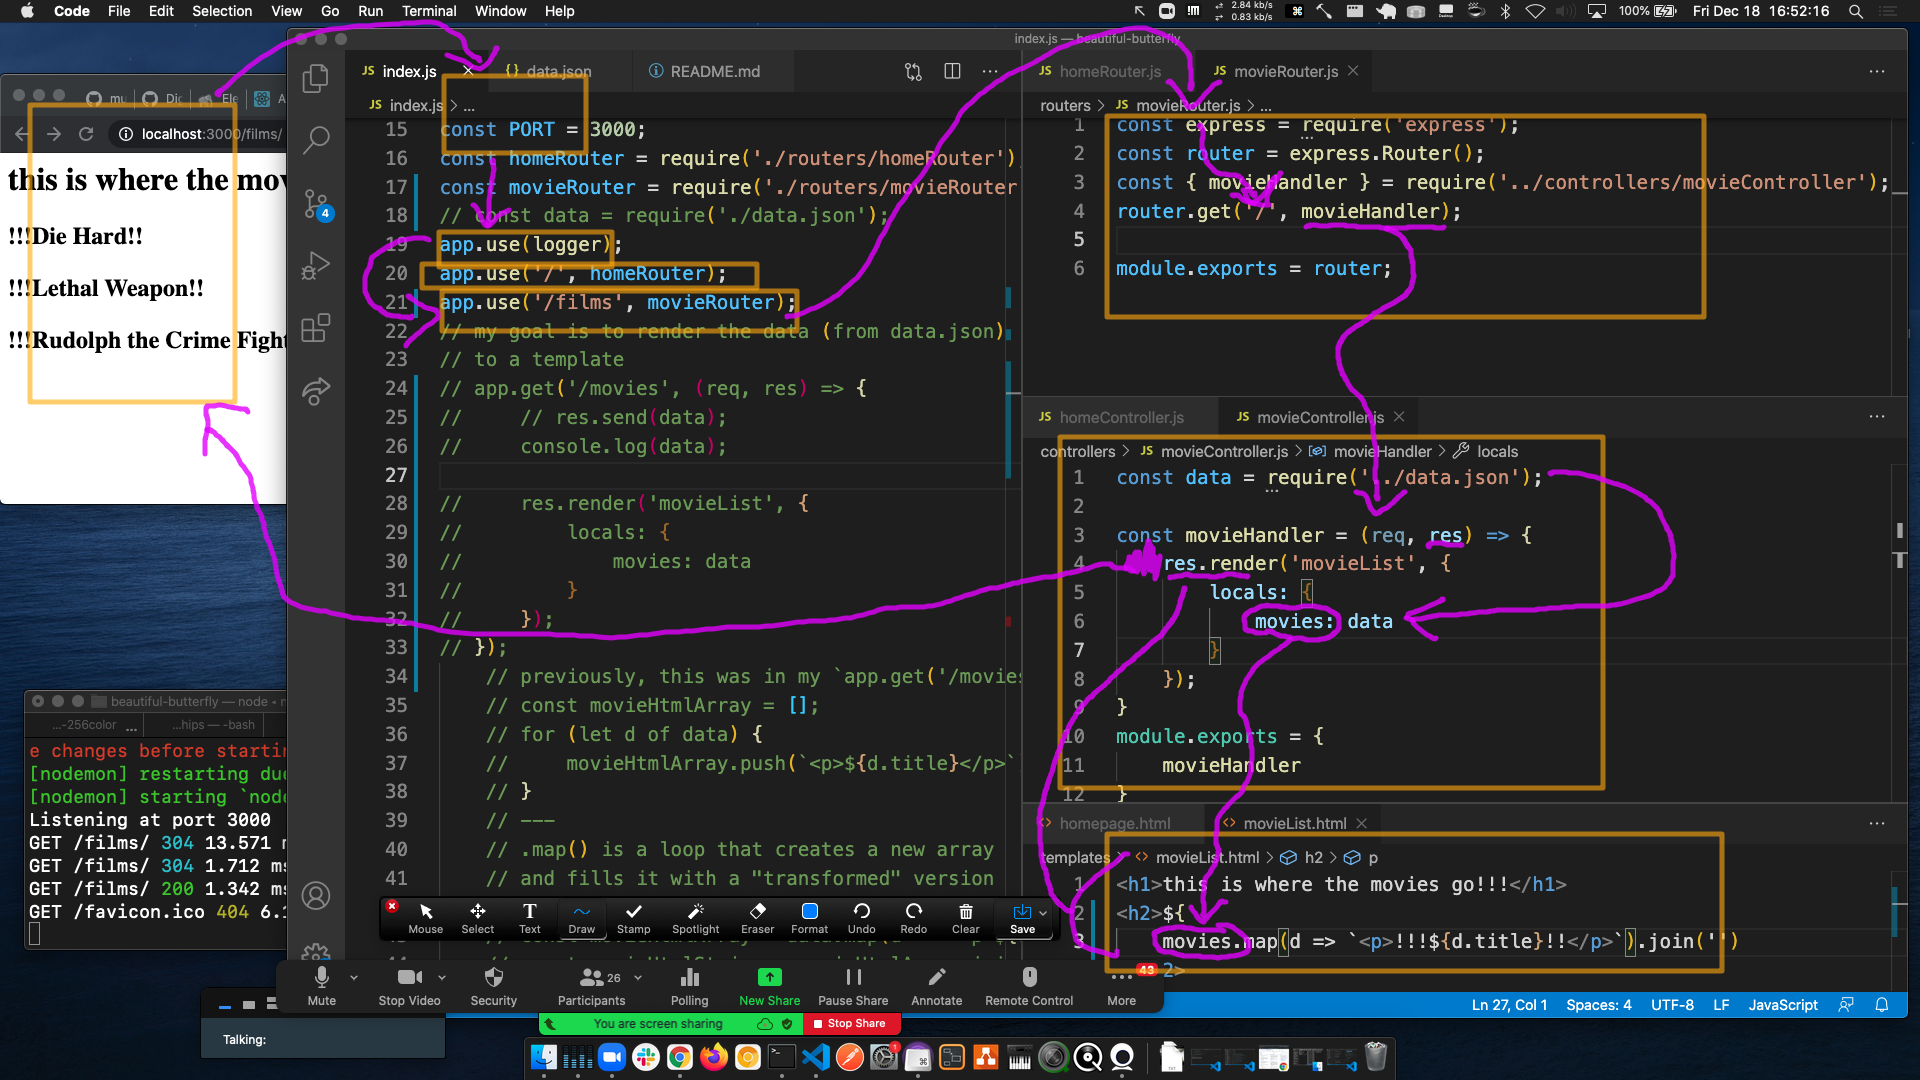 Code File Edit Selection View Go Run Terminal Window Help
2.84 kb/s
0.83 kb/s
100%
Fri Dec 18 16:52:16
index.js — beautiful-butterfly
localhost:3000/films/
this is where the mov
!!!Die Hard!!
!!!Lethal Weapon!!
!!!Rudolph the Crime Fight
beautiful-butterfly — node
...-256color ... ...hips — -bash
e changes before startin
[nodemon] restarting due
[nodemon] starting `node
Listening at port 3000
GET /films/ 304 13.571 m
GET /films/ 304 1.712 ms
GET /films/ 200 1.342 ms
GET /favicon.ico 404 6.1
4
JS index.js {} data.json README.md
JS index.js > ...
15 const PORT = 3000;
16 const homeRouter = require('./routers/homeRouter')
17 const movieRouter = require('./routers/movieRouter
18 // const data = require('./data.json');
19 app.use(logger);
20 app.use('/', homeRouter);
21 app.use('/films', movieRouter);
22 // my goal is to render the data (from data.json)
23 // to a template
24 // app.get('/movies', (req, res) => {
25 // // res.send(data);
26 // console.log(data);
27
28 // res.render('movieList', {
29 // locals: {
30 // movies: data
31 // }
32 // });
33 // });
34 // previously, this was in my `app.get('/movies
35 // const movieHtmlArray = [];
36 // for (let d of data) {
37 // movieHtmlArray.push(`<p>${d.title}</p>`
38 // }
39 // ---
40 // .map() is a loop that creates a new array
41 // and fills it with a "transformed" version
JS homeRouter.js JS movieRouter.js
routers > JS movieRouter.js > ...
1 const express = require('express');
2 const router = express.Router();
3 const { movieHandler } = require('../controllers/movieController');
4 router.get('/', movieHandler);
5
6 module.exports = router;
JS homeController.js JS movieController.js
controllers > JS movieController.js > movieHandler > locals
1 const data = require('../data.json');
2
3 const movieHandler = (req, res) => {
4 res.render('movieList', {
5 locals: {
6 movies: data
7 }
8 });
9 }
10 module.exports = {
11 movieHandler
12 }
homepage.html movieList.html
templates > movieList.html > h2 > p
1 <h1>this is where the movies go!!!</h1>
2 <h2>${
3 movies.map(d => `<p>!!!${d.title}!!</p>`).join('')
2>
Mouse Select Text Draw Stamp Spotlight Eraser Format Undo Redo Clear Save
Mute Stop Video Security Participants 26 Polling New Share Pause Share Annotate Remote Control More 43
You are screen sharing Stop Share
Talking:
Ln 27, Col 1 Spaces: 4 UTF-8 LF JavaScript